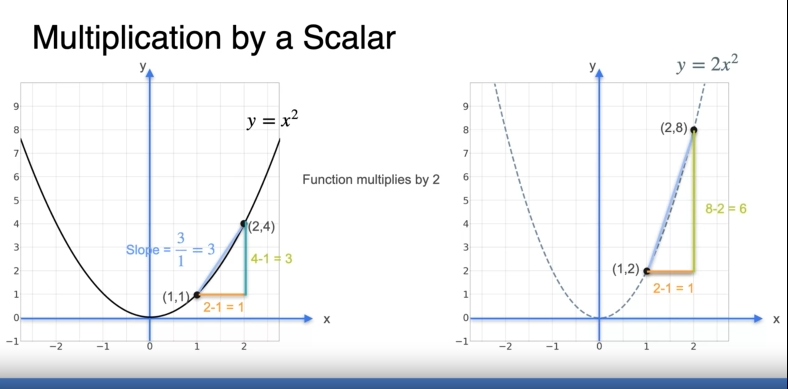 Multiplication by a Scalar
y
y = x²
9
8
7
6
5
4
3
2
1
0
−1
−2
−1
0
1
2
x
Slope = 3/1 = 3
(2,4)
4-1 = 3
(1,1)
2-1 = 1
Function multiplies by 2
y
y = 2x²
9
8
7
6
5
4
3
2
1
0
−1
−2
−1
0
1
2
x
(2,8)
8-2 = 6
(1,2)
2-1 = 1